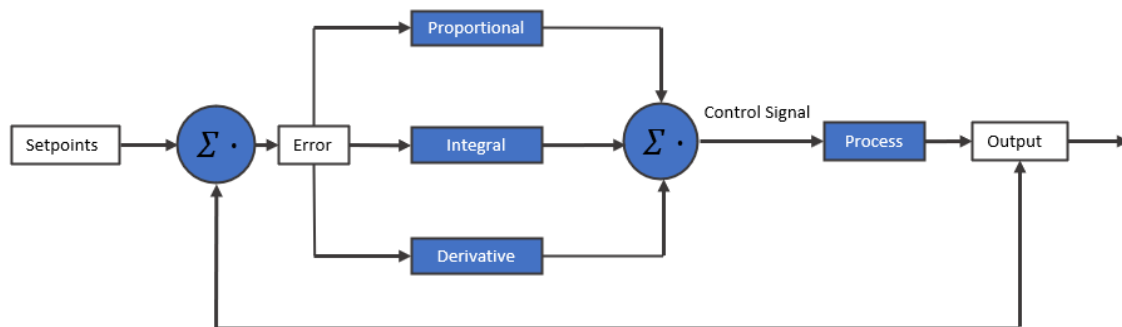 Proportional
Control Signal
Setpoints
Σ ·
Error
Integral
Σ ·
Process
Output
Derivative